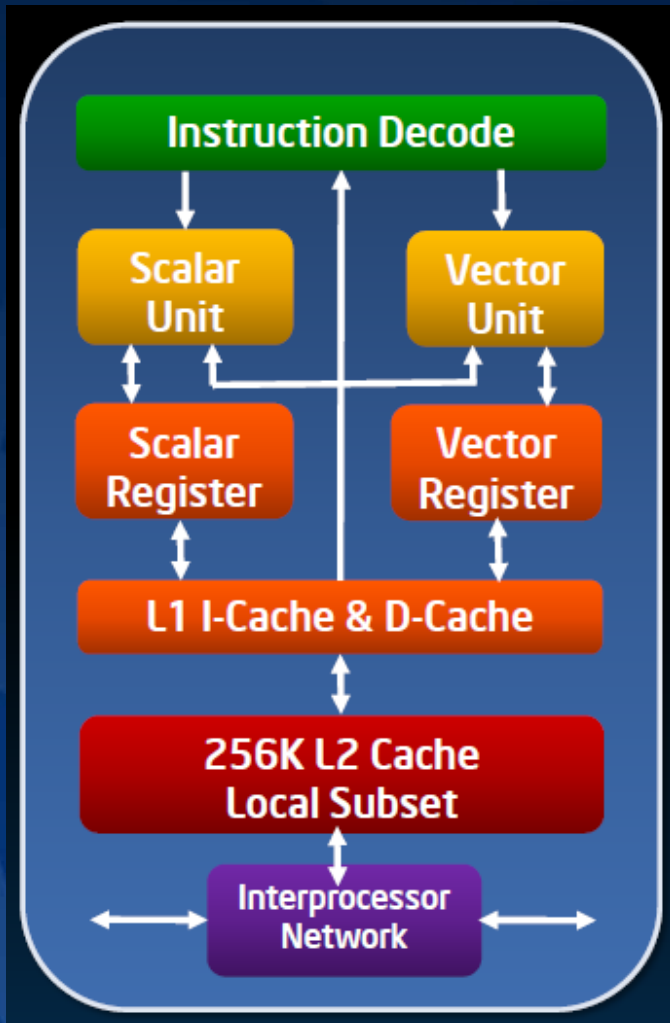 Instruction Decode
Scalar
Unit
Vector
Unit
Scalar
Register
Vector
Register
L1 I-Cache & D-Cache
256K L2 Cache
Local Subset
Interprocessor
Network